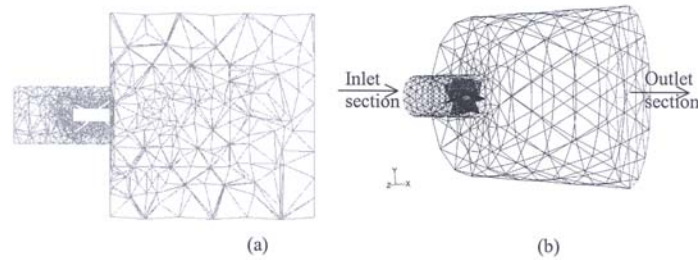 Inlet
section
Outlet
section
Y
Z X
(a)
(b)